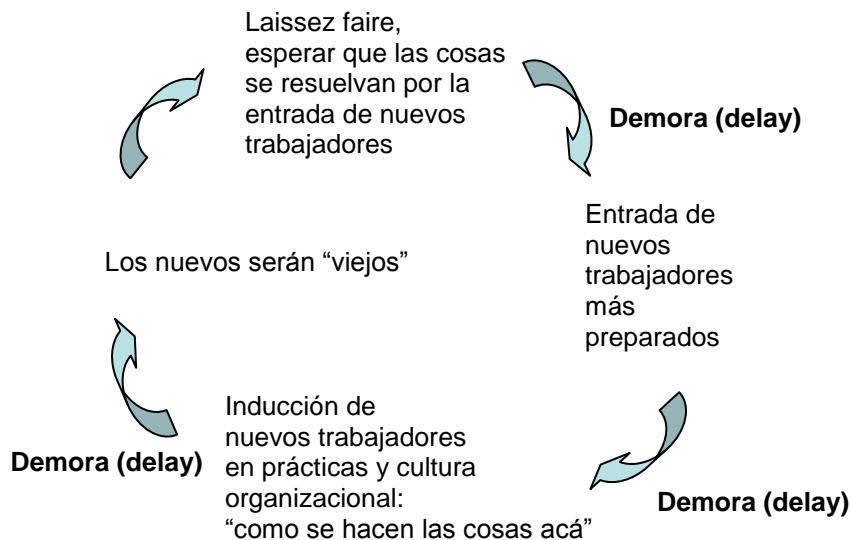 Laissez faire,
esperar que las cosas
se resuelvan por la
entrada de nuevos
trabajadores
Demora (delay)
Entrada de
nuevos
trabajadores
más
preparados
Demora (delay)
Inducción de
nuevos trabajadores
en prácticas y cultura
organizacional:
“como se hacen las cosas acá”
Demora (delay)
Los nuevos serán “viejos”